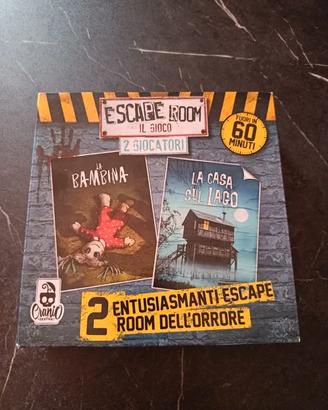 ESCAPE ROOM
IL GIOCO
2 GIOCATORI
FUORI IN
60
MINUTI
LA
BAMBINA
LA CASA
SUL LAGO
2 ENTUSIASMANTI ESCAPE
ROOM DELL'ORRORE
Cranio
CREATIONS